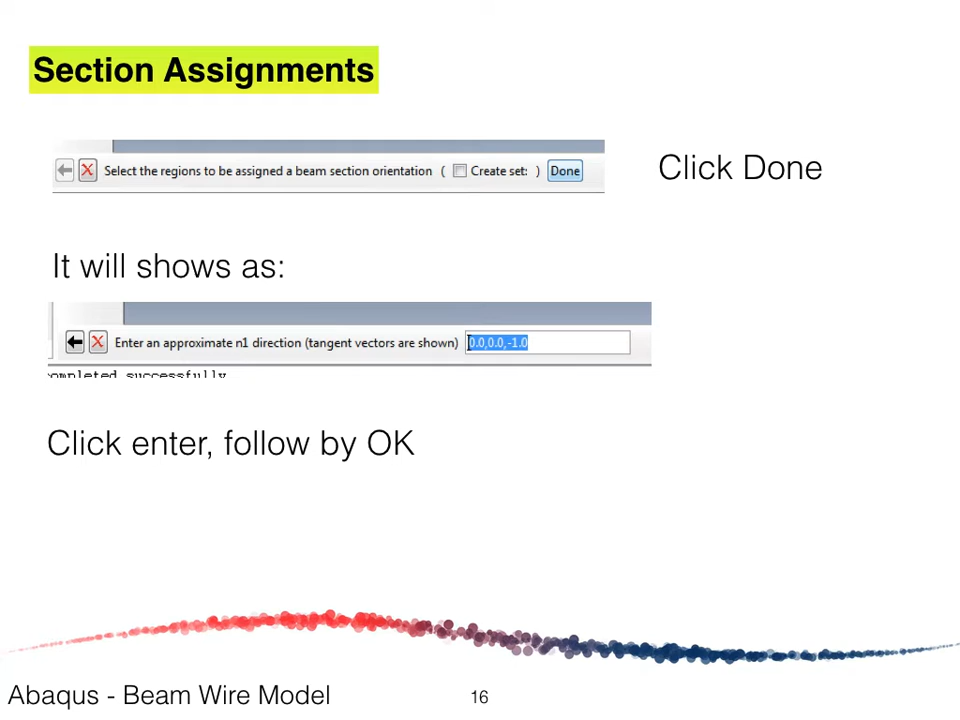 Section Assignments
Select the regions to be assigned a beam section orientation ( Create set: ) Done
Click Done
It will shows as:
Enter an approximate n1 direction (tangent vectors are shown) 0.0,0.0,-1.0
ompleted successfully
Click enter, follow by OK
Abaqus - Beam Wire Model
16